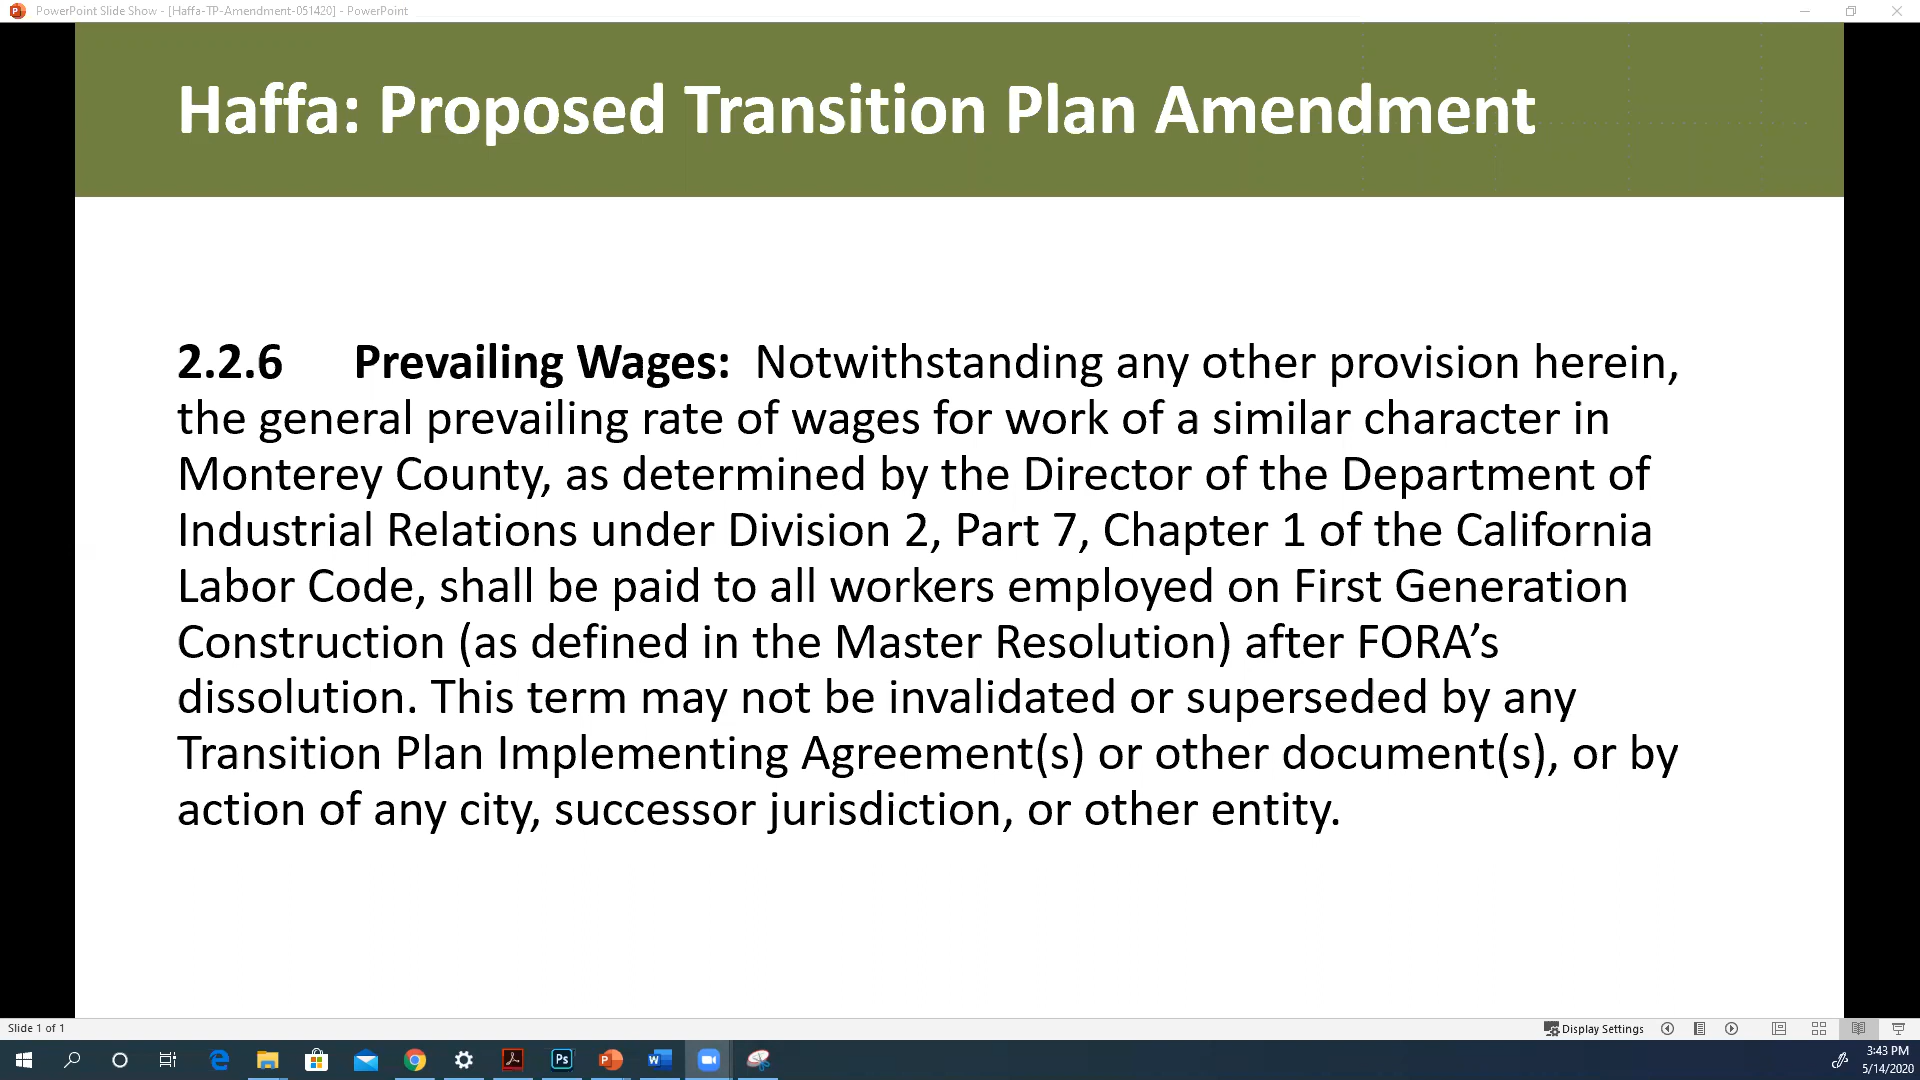 PowerPoint Slide Show - [Haffa-TP-Amendment-051420] - PowerPoint
Haffa: Proposed Transition Plan Amendment
2.2.6 Prevailing Wages: Notwithstanding any other provision herein,
the general prevailing rate of wages for work of a similar character in
Monterey County, as determined by the Director of the Department of
Industrial Relations under Division 2, Part 7, Chapter 1 of the California
Labor Code, shall be paid to all workers employed on First Generation
Construction (as defined in the Master Resolution) after FORA’s
dissolution. This term may not be invalidated or superseded by any
Transition Plan Implementing Agreement(s) or other document(s), or by
action of any city, successor jurisdiction, or other entity.
Slide 1 of 1
Display Settings
Ps
3:43 PM
5/14/2020